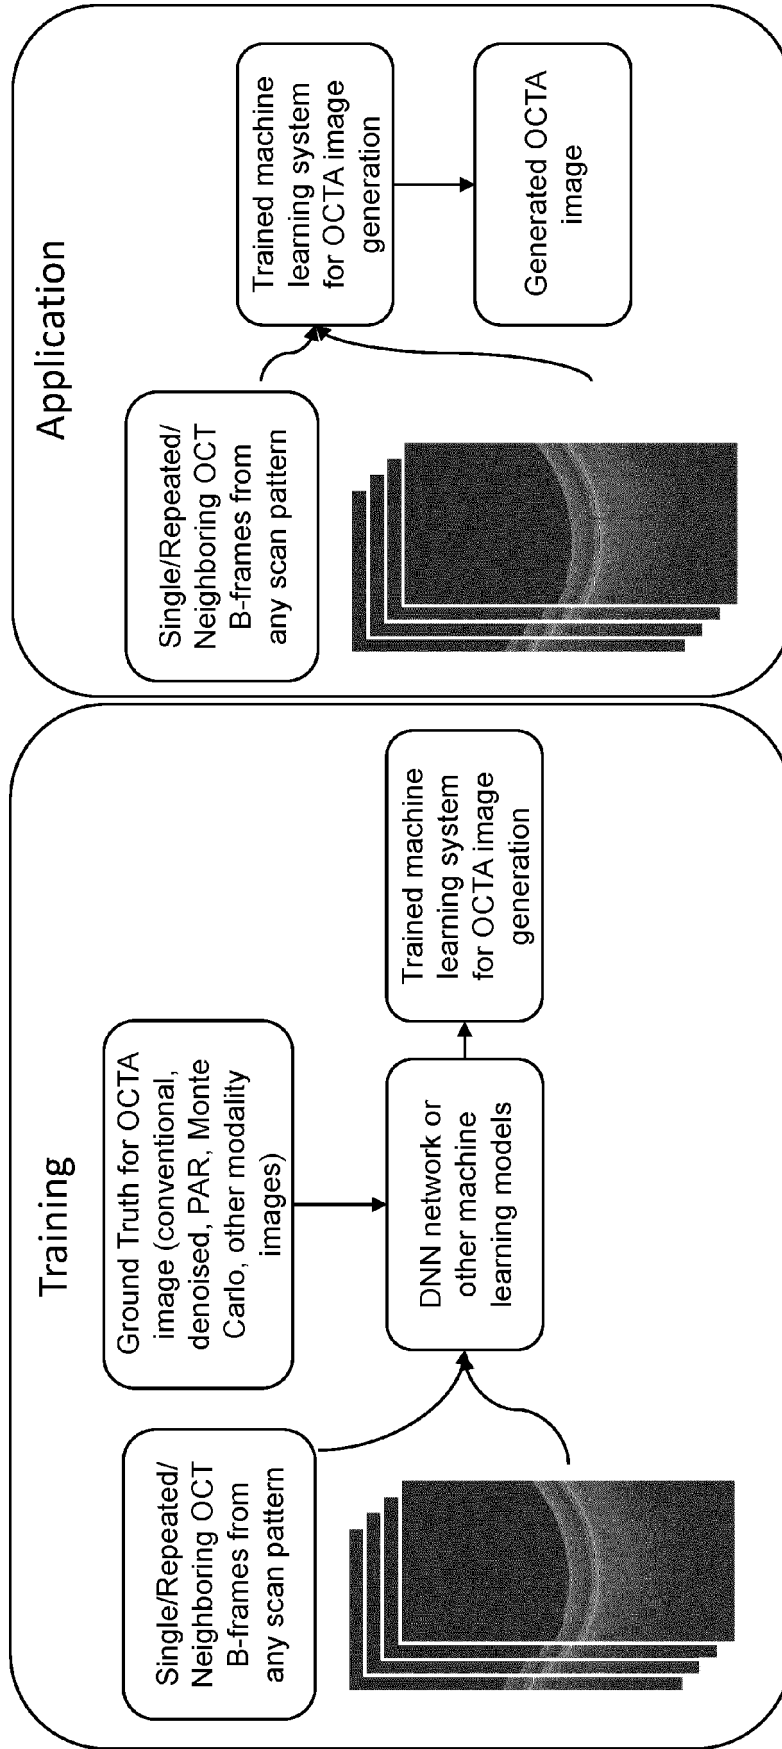 Training
Single/Repeated/
Neighboring OCT
B-frames from
any scan pattern
Ground Truth for OCTA
image (conventional,
denoised, PAR, Monte
Carlo, other modality
images)
DNN network or
other machine
learning models
Trained machine
learning system
for OCTA image
generation
Application
Single/Repeated/
Neighboring OCT
B-frames from
any scan pattern
Trained machine
learning system
for OCTA image
generation
Generated OCTA
image